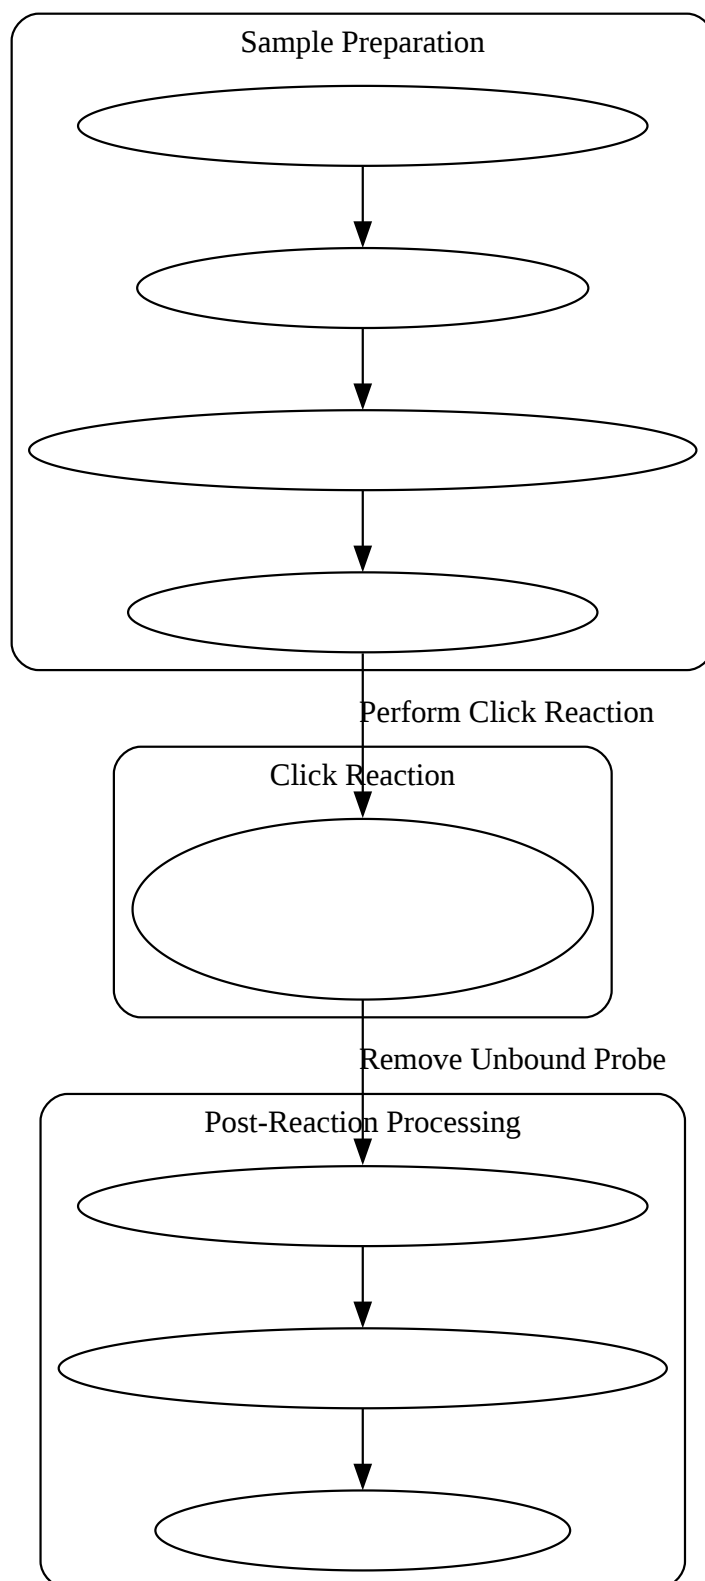 Sample Preparation
Perform Click Reaction
Click Reaction
Remove Unbound Probe
Post-Reaction Processing